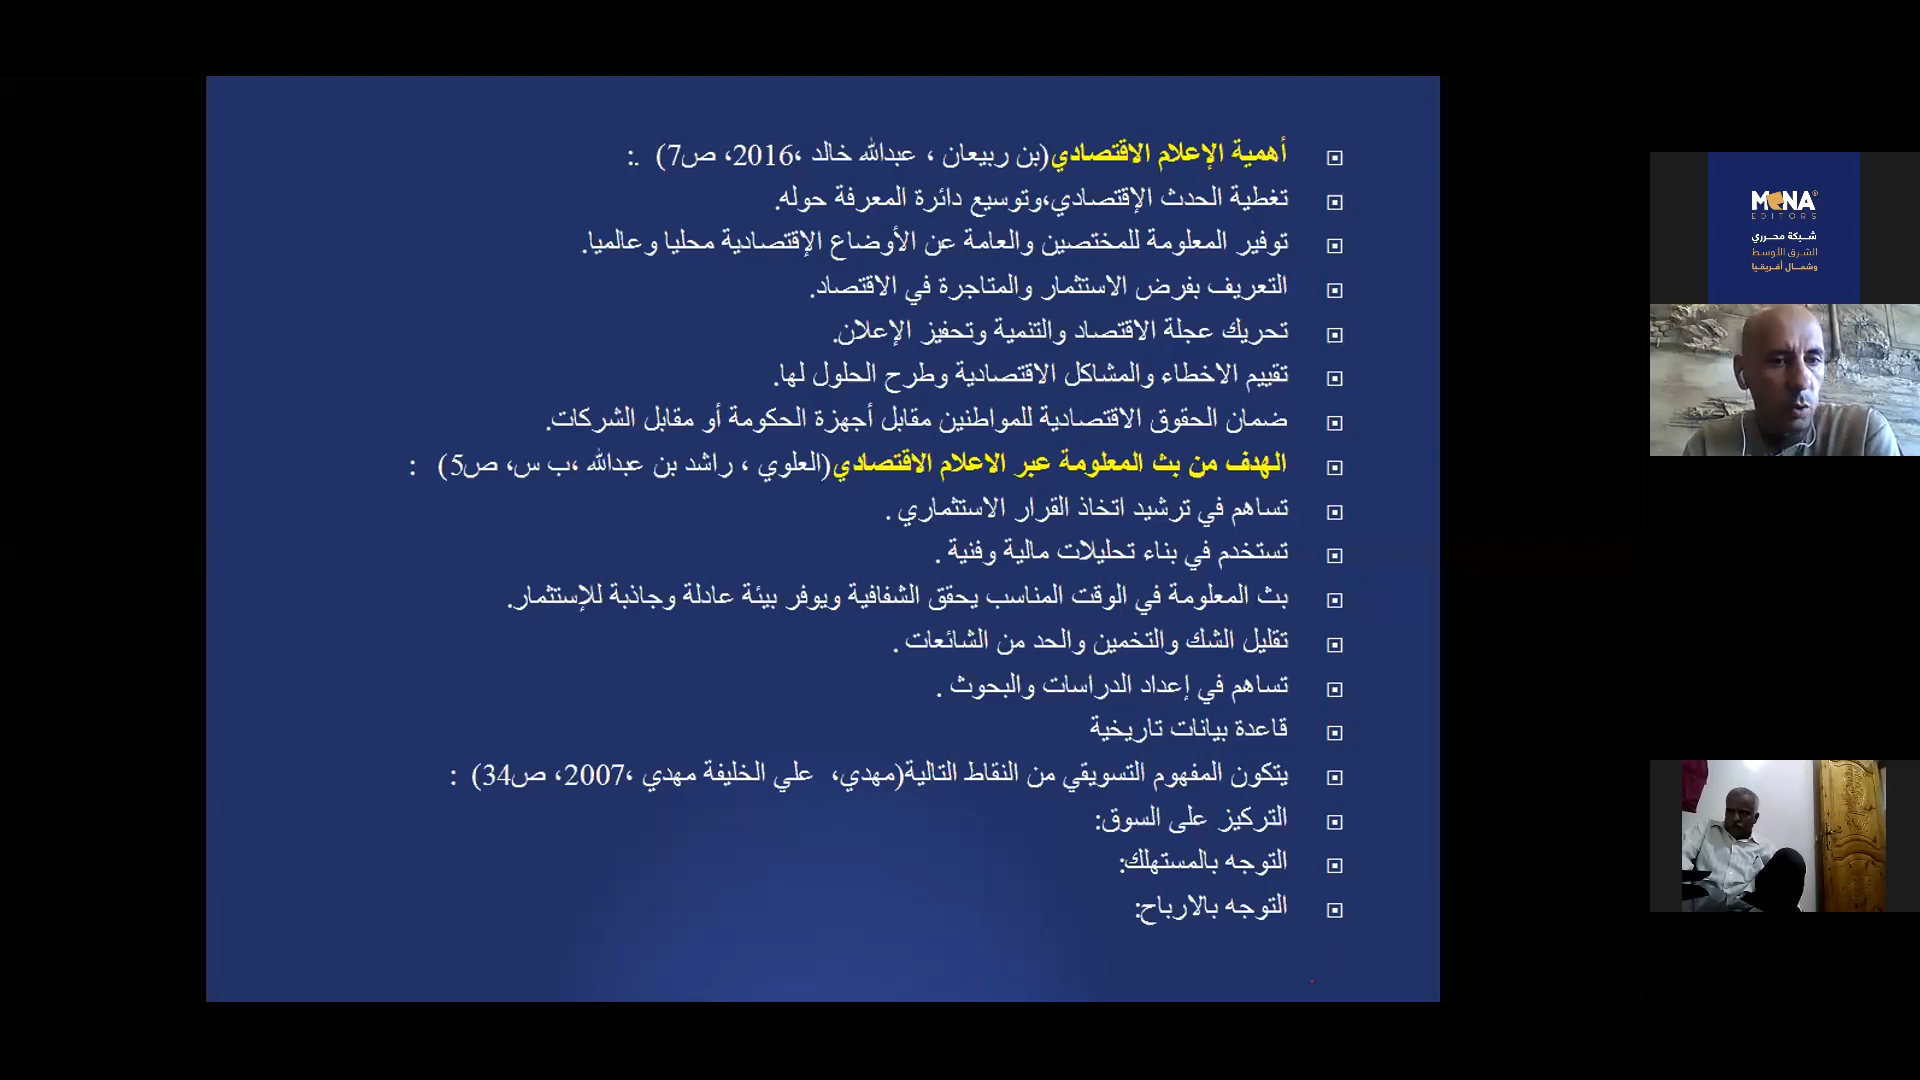 أهمية الإعلام الاقتصادي(بن ربيعان ، عبدالله خالد ،2016، ص7) :.
تغطية الحدث الإقتصادي،وتوسيع دائرة المعرفة حوله.
توفير المعلومة للمختصين والعامة عن الأوضاع الإقتصادية محليا وعالميا.
التعريف بفرض الاستثمار والمتاجرة في الاقتصاد.
تحريك عجلة الاقتصاد والتنمية وتحفيز الإعلان.
تقييم الاخطاء والمشاكل الاقتصادية وطرح الحلول لها.
ضمان الحقوق الاقتصادية للمواطنين مقابل أجهزة الحكومة أو مقابل الشركات.
الهدف من بث المعلومة عبر الاعلام الاقتصادي(العلوي ، راشد بن عبدالله ،ب س، ص5) :
تساهم في ترشيد اتخاذ القرار الاستثماري .
تستخدم في بناء تحليلات مالية وفنية .
بث المعلومة في الوقت المناسب يحقق الشفافية ويوفر بيئة عادلة وجاذبة للإستثمار.
تقليل الشك والتخمين والحد من الشائعات .
تساهم في إعداد الدراسات والبحوث .
قاعدة بيانات تاريخية
يتكون المفهوم التسويقي من النقاط التالية(مهدي، علي الخليفة مهدي ،2007، ص34) :
التركيز على السوق:
التوجه بالمستهلك:
التوجه بالارباح:
MENA
EDITORS
شبكة محرري
الشرق الأوسط
وشمال أفريقيا